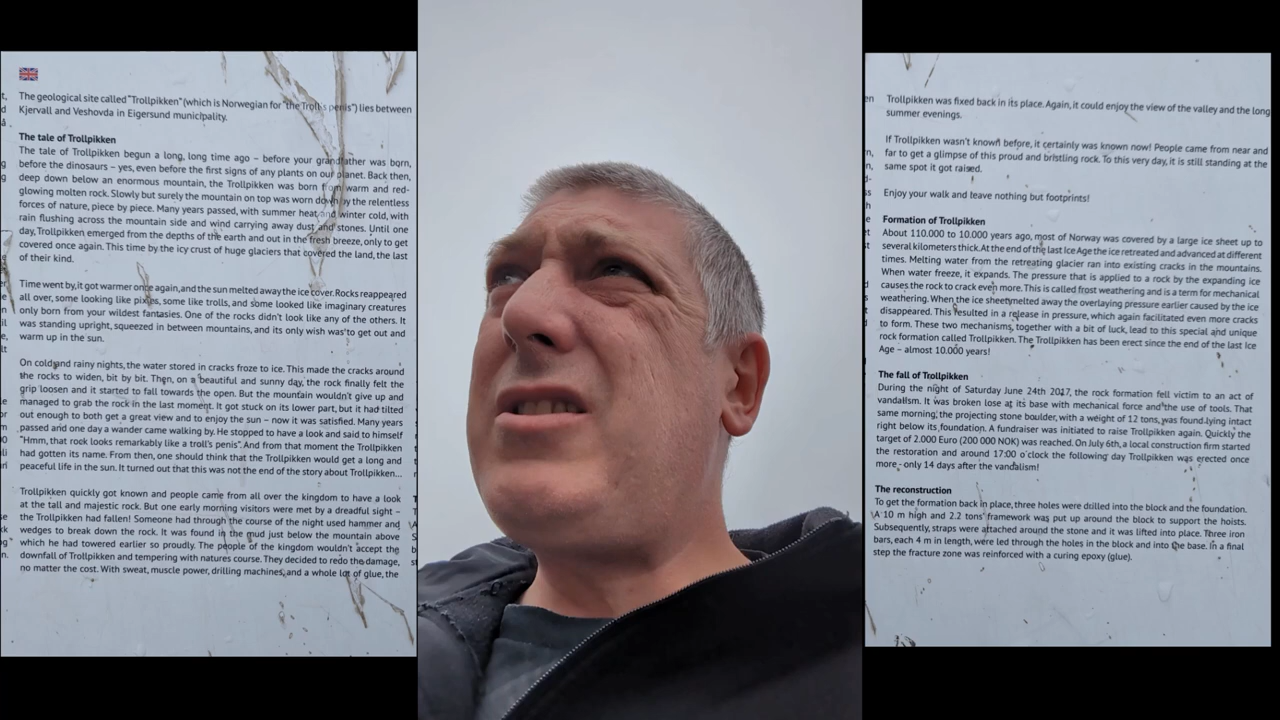 The geological site called "Trollpikken" (which is Norwegian for "the Troll's penis") lies between
Kjervall and Veshovda in Eigersund municipality.
The tale of Trollpikken
The tale of Trollpikken begun a long, long time ago – before your grandfather was born,
before the dinosaurs – yes, even before the first signs of any plants on our planet. Back then,
deep down below an enormous mountain, the Trollpikken was born from warm and red-
glowing molten rock. Slowly but surely the mountain on top was worn down by the relentless
forces of nature, piece by piece. Many years passed, with summer heat and winter cold, with
rain flushing across the mountain side and wind carrying away dust and stones. Until one
day, Trollpikken emerged from the depths of the earth and out in the fresh breeze, only to get
covered once again. This time by the icy crust of huge glaciers that covered the land, the last
of their kind.
Time went by, it got warmer once again, and the sun melted away the ice cover. Rocks reappeared
all over, some looking like pixies, some like trolls, and some looked like imaginary creatures
only born from your wildest fantasies. One of the rocks didn't look like any of the others. It
was standing upright, squeezed in between mountains, and its only wish was to get out and
warm up in the sun.
On cold and rainy nights, the water stored in cracks froze to ice. This made the cracks around
the rocks to widen, bit by bit. Then, on a beautiful and sunny day, the rock finally felt the
grip loosen and it started to fall towards the open. But the mountain wouldn't give up and
managed to grab the rock in the last moment. It got stuck on its lower part, but it had tilted
out enough to both get a great view and to enjoy the sun – now it was satisfied. Many years
passed and one day a wander came walking by. He stopped to have a look and said to himself
"Hmm, that rock looks remarkably like a troll's penis". And from that moment the Trollpikken
had gotten its name. From then, one should think that the Trollpikken would get a long and
peaceful life in the sun. It turned out that this was not the end of the story about Trollpikken...
Trollpikken quickly got known and people came from all over the kingdom to have a look
at the tall and majestic rock. But one early morning visitors were met by a dreadful sight –
the Trollpikken had fallen! Someone had through the course of the night used hammer and
wedges to break down the rock. It was found in the mud just below the mountain above
which he had towered earlier so proudly. The people of the kingdom wouldn't accept the
downfall of Trollpikken and tempering with natures course. They decided to redo the damage,
no matter the cost. With sweat, muscle power, drilling machines, and a whole lot of glue, the
Trollpikken was fixed back in its place. Again, it could enjoy the view of the valley and the long
summer evenings.
If Trollpikken wasn't known before, it certainly was known now! People came from near and
far to get a glimpse of this proud and bristling rock. To this very day, it is still standing at the
same spot it got raised.
Enjoy your walk and leave nothing but footprints!
Formation of Trollpikken
About 110.000 to 10.000 years ago, most of Norway was covered by a large ice sheet up to
several kilometers thick. At the end of the last Ice Age the ice retreated and advanced at different
times. Melting water from the retreating glacier ran into existing cracks in the mountains.
When water freeze, it expands. The pressure that is applied to a rock by the expanding ice
causes the rock to crack even more. This is called frost weathering and is a term for mechanical
weathering. When the ice sheet melted away the overlaying pressure earlier caused by the ice
disappeared. This resulted in a release in pressure, which again facilitated even more cracks
to form. These two mechanisms, together with a bit of luck, lead to this special and unique
rock formation called Trollpikken. The Trollpikken has been erect since the end of the last Ice
Age – almost 10.000 years!
The fall of Trollpikken
During the night of Saturday June 24th 2017, the rock formation fell victim to an act of
vandalism. It was broken lose at its base with mechanical force and the use of tools. That
same morning, the projecting stone boulder, with a weight of 12 tons, was found lying intact
right below its foundation. A fundraiser was initiated to raise Trollpikken again. Quickly the
target of 2.000 Euro (200 000 NOK) was reached. On July 6th, a local construction firm started
the restoration and around 17:00 o'clock the following day Trollpikken was erected once
more - only 14 days after the vandalism!
The reconstruction
To get the formation back in place, three holes were drilled into the block and the foundation.
A 10 m high and 2.2 tons' framework was put up around the block to support the hoists.
Subsequently, straps were attached around the stone and it was lifted into place. Three iron
bars, each 4 m in length, were led through the holes in the block and into the base. In a final
step the fracture zone was reinforced with a curing epoxy (glue).